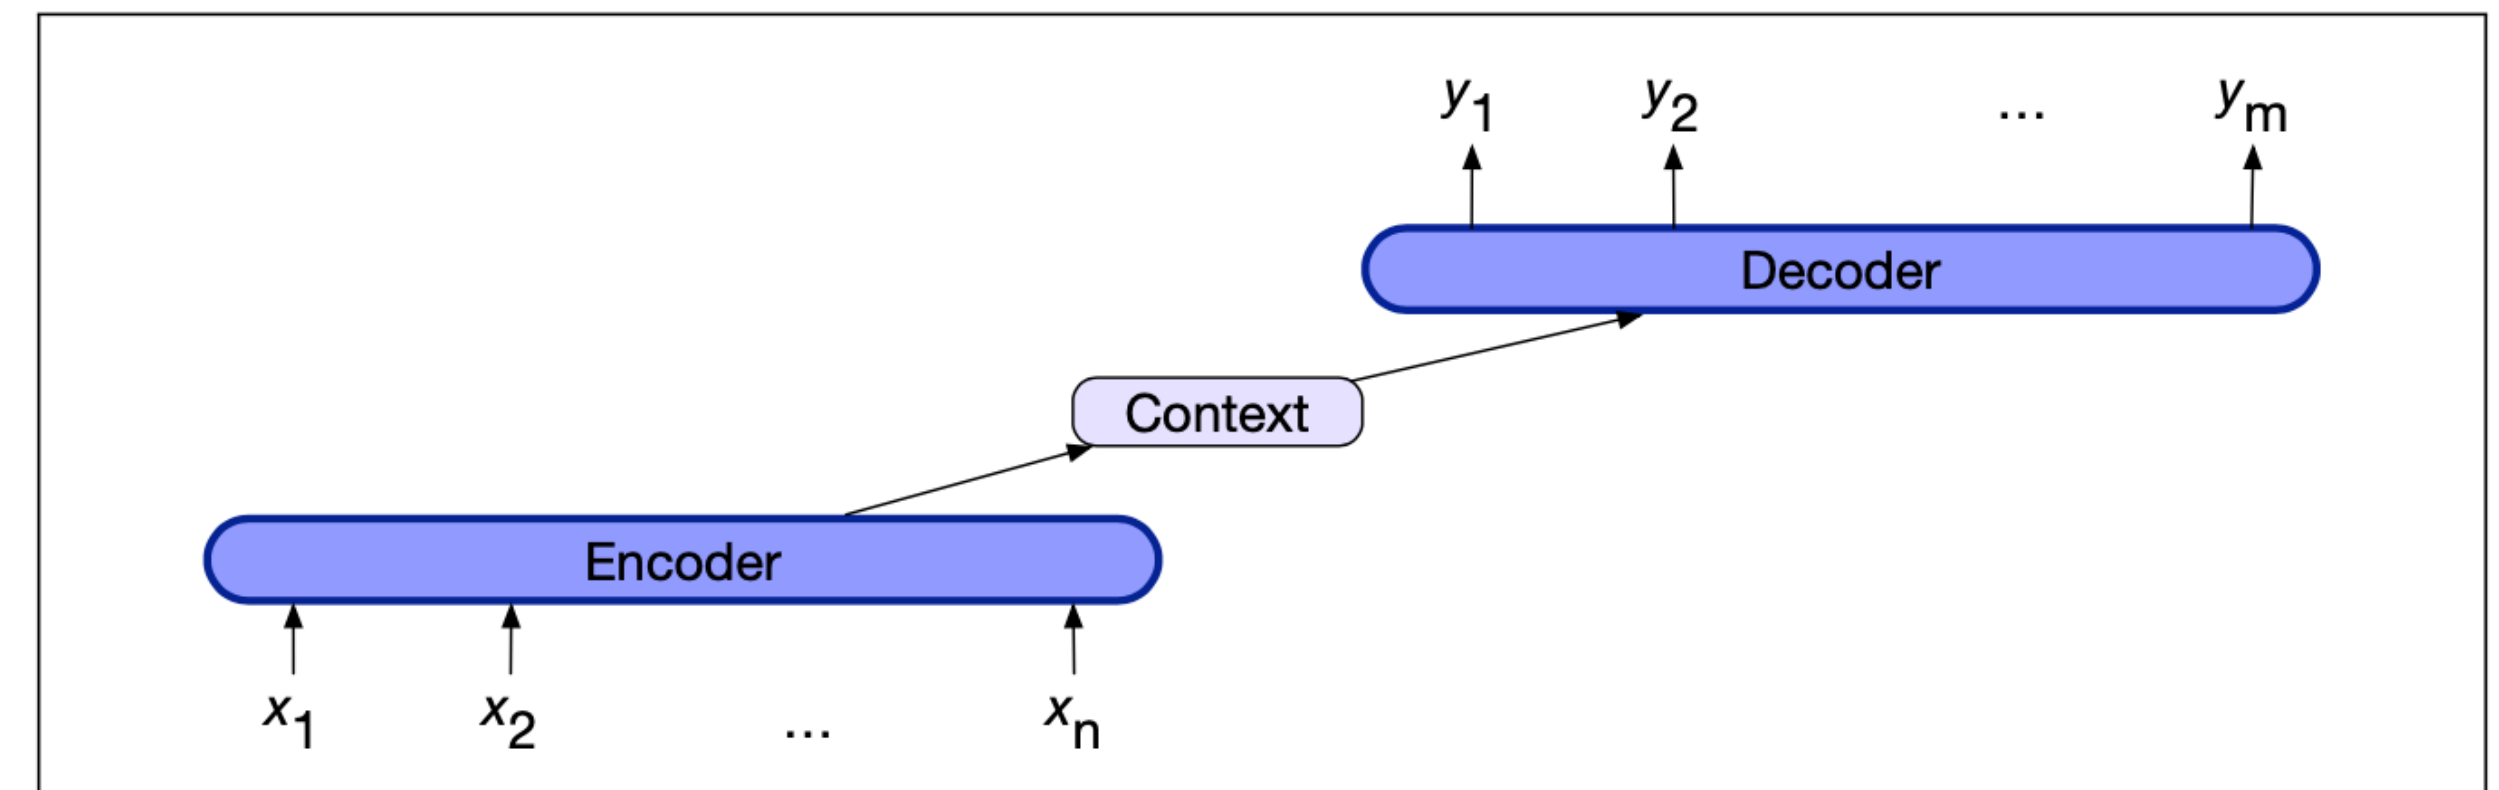 y1 y2 ... ym
Decoder
Context
Encoder
x1 x2 ... xn